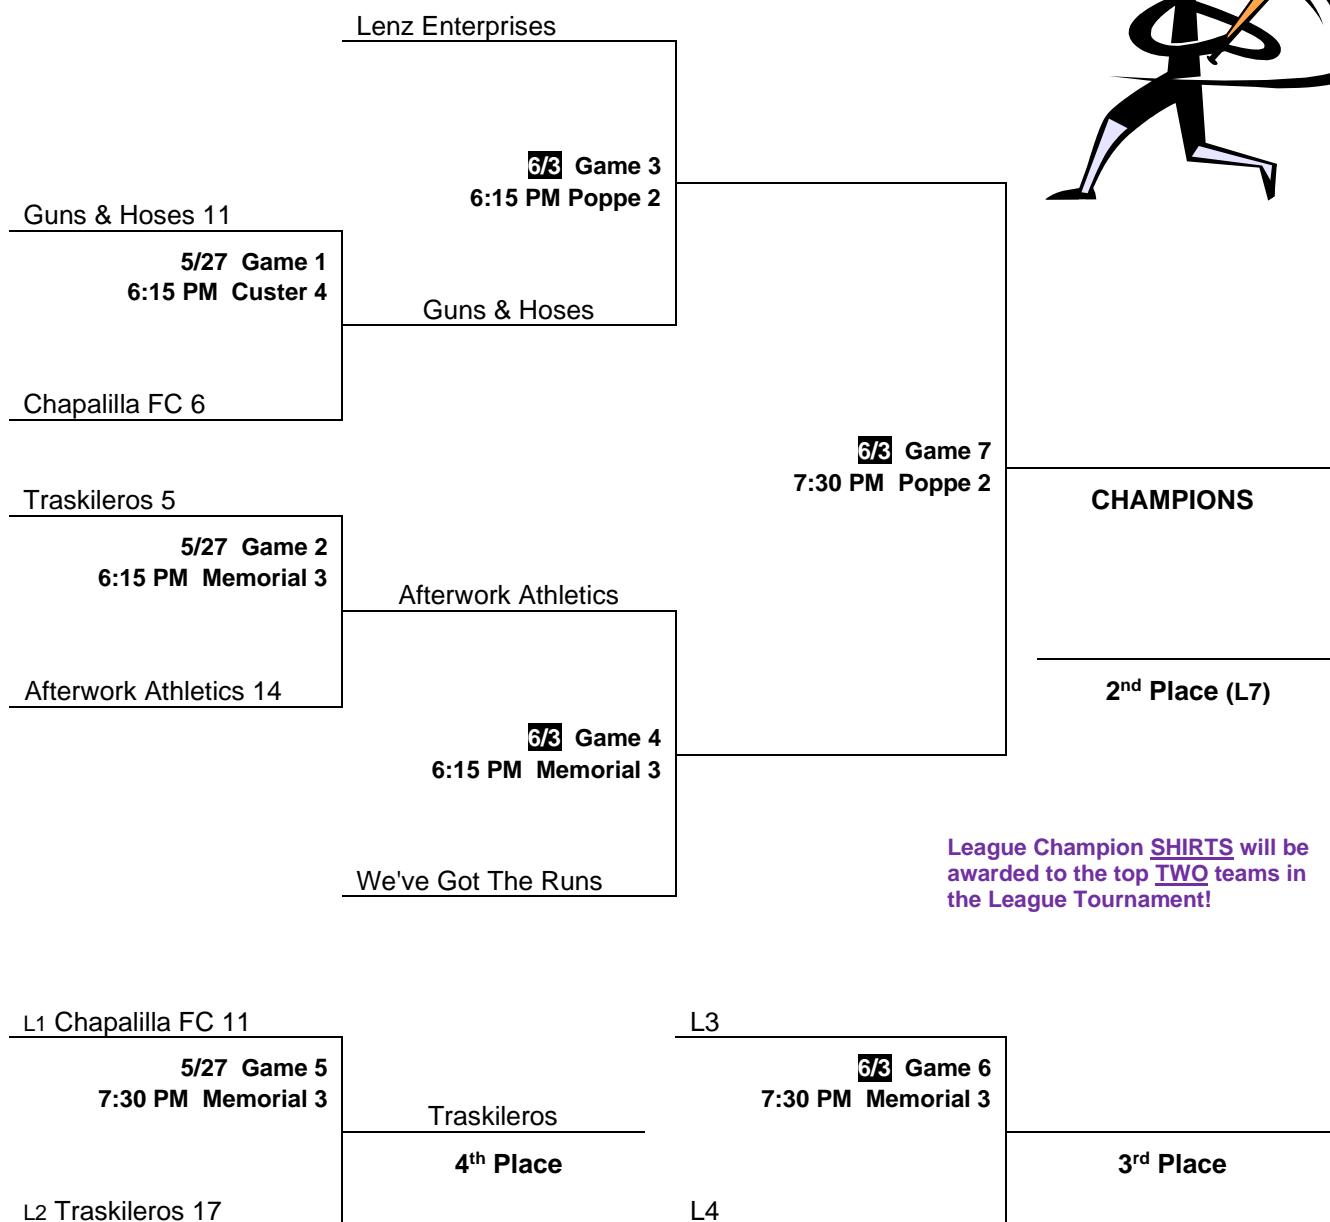 Lenz Enterprises
6/3 Game 3
6:15 PM Poppe 2
Guns & Hoses 11
5/27 Game 1
6:15 PM Custer 4
Guns & Hoses
Chapalilla FC 6
6/3 Game 7
7:30 PM Poppe 2
CHAMPIONS
Traskileros 5
5/27 Game 2
6:15 PM Memorial 3
Afterwork Athletics
Afterwork Athletics 14
2nd Place (L7)
6/3 Game 4
6:15 PM Memorial 3
We've Got The Runs
League Champion SHIRTS will be
awarded to the top TWO teams in
the League Tournament!
L1 Chapalilla FC 11
5/27 Game 5
7:30 PM Memorial 3
Traskileros
4th Place
L2 Traskileros 17
L3
6/3 Game 6
7:30 PM Memorial 3
3rd Place
L4